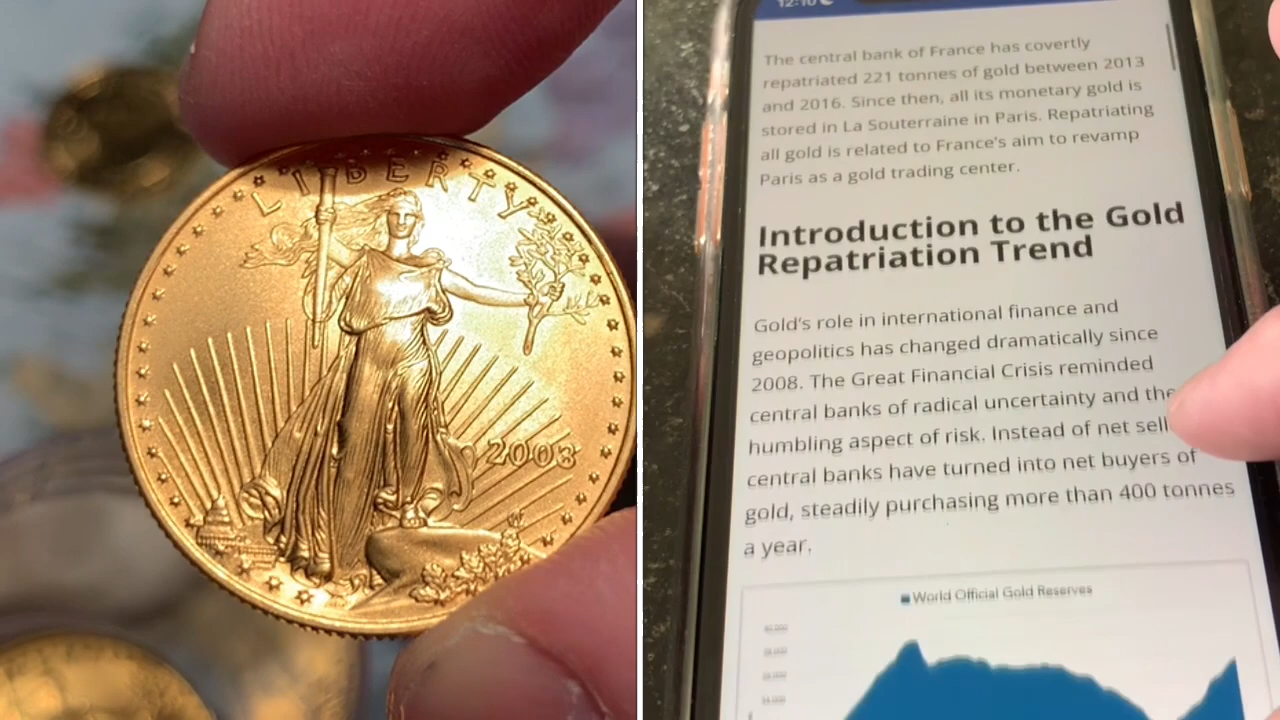 LIBERTY
2008
12:10
The central bank of France has covertly
repatriated 221 tonnes of gold between 2013
and 2016. Since then, all its monetary gold is
stored in La Souterraine in Paris. Repatriating
all gold is related to France's aim to revamp
Paris as a gold trading center.
Introduction to the Gold
Repatriation Trend
Gold's role in international finance and
geopolitics has changed dramatically since
2008. The Great Financial Crisis reminded
central banks of radical uncertainty and the
humbling aspect of risk. Instead of net sell
central banks have turned into net buyers of
gold, steadily purchasing more than 400 tonnes
a year.
World Official Gold Reserves